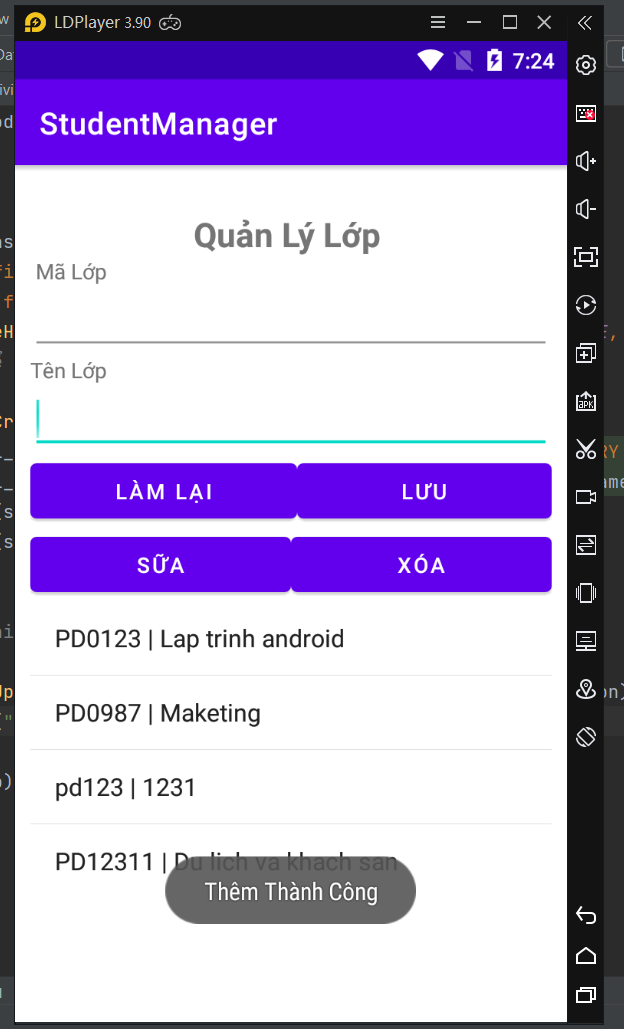 LDPlayer 3.90
7:24
StudentManager
Quản Lý Lớp
Mã Lớp
Tên Lớp
LÀM LẠI LƯU
SỮA XÓA
PD0123 | Lap trinh android
PD0987 | Maketing
pd123 | 1231
PD12311 | Du lich va khach san
Thêm Thành Công